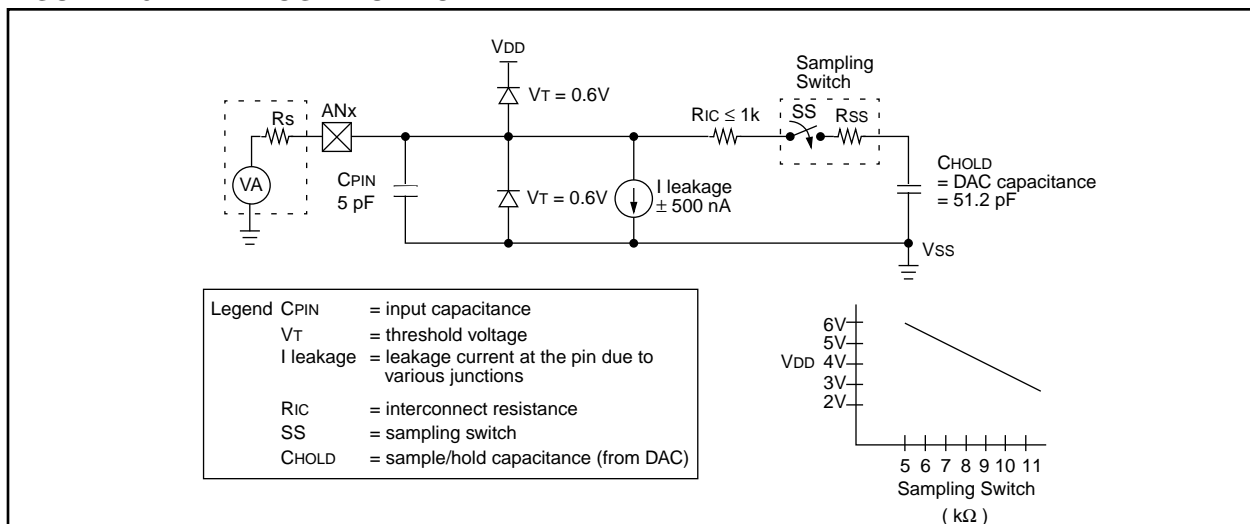 VDD
Sampling
Switch
VT = 0.6V
Rs
ANx
RIC ≤ 1k
SS
RSS
VA
CPIN
5 pF
VT = 0.6V
I leakage
± 500 nA
CHOLD
= DAC capacitance
= 51.2 pF
VSS
Legend CPIN = input capacitance
VT = threshold voltage
I leakage = leakage current at the pin due to
various junctions
RIC = interconnect resistance
SS = sampling switch
CHOLD = sample/hold capacitance (from DAC)
6V
5V
VDD 4V
3V
2V
5 6 7 8 9 10 11
Sampling Switch
( kΩ )